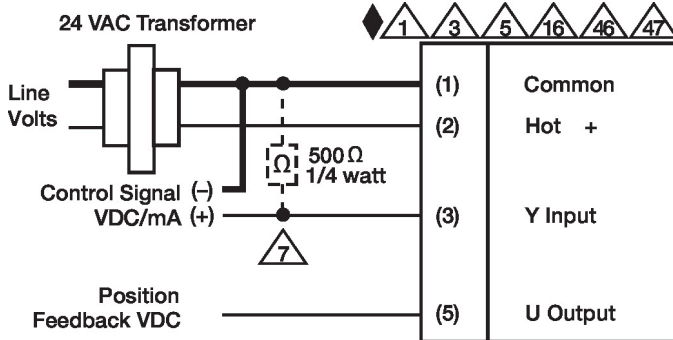 24 VAC Transformer
1 3 5 16 46 47
Line
Volts
(1) Common
(2) Hot +
Ω
500 Ω
1/4 watt
Control Signal (–)
VDC/mA (+)
(3) Y Input
7
Position
Feedback VDC
(5) U Output